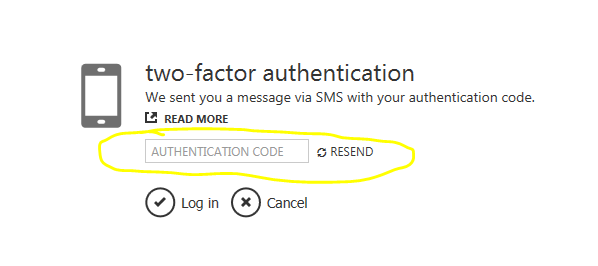 two-factor authentication
We sent you a message via SMS with your authentication code.
READ MORE
AUTHENTICATION CODE RESEND
Log in Cancel